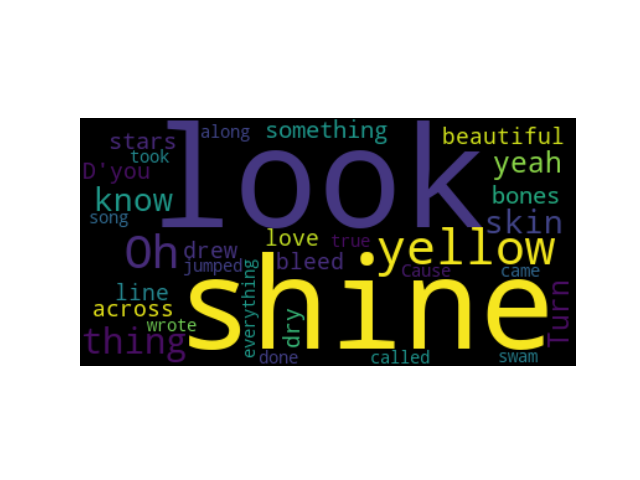 look
along
something
stars
beautiful
took
yeah
D'you
know
bones
song
skin
Oh
drew
love
true
yellow
jumped
bleed
Cause
came
shine
everything
line
across
wrote
thing
dry
Turn
done
called
swam